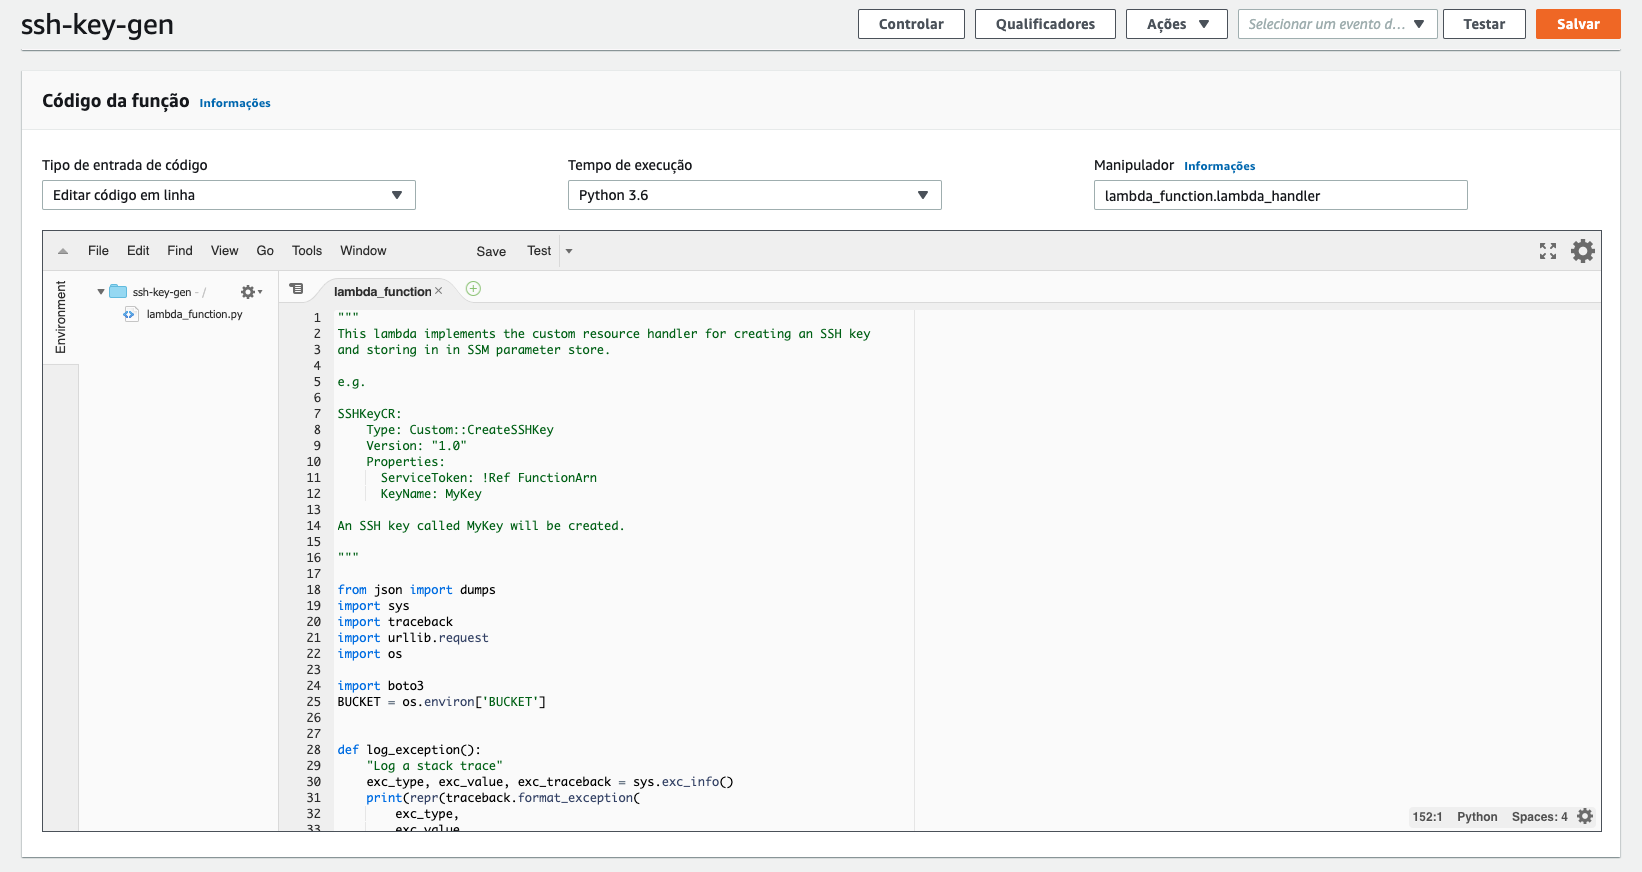 ssh-key-gen
Controlar
Qualificadores
Ações
Selecionar um evento d...
Testar
Salvar
Código da função Informações
Tipo de entrada de código
Editar código em linha
Tempo de execução
Python 3.6
Manipulador Informações
lambda_function.lambda_handler
File Edit Find View Go Tools Window Save Test
Environment
ssh-key-gen - /
lambda_function.py
lambda_function
1 """
2 This lambda implements the custom resource handler for creating an SSH key
3 and storing in in SSM parameter store.
4
5 e.g.
6
7 SSHKeyCR:
8 Type: Custom::CreateSSHKey
9 Version: "1.0"
10 Properties:
11 ServiceToken: !Ref FunctionArn
12 KeyName: MyKey
13
14 An SSH key called MyKey will be created.
15
16 """
17
18 from json import dumps
19 import sys
20 import traceback
21 import urllib.request
22 import os
23
24 import boto3
25 BUCKET = os.environ['BUCKET']
26
27
28 def log_exception():
29 "Log a stack trace"
30 exc_type, exc_value, exc_traceback = sys.exc_info()
31 print(repr(traceback.format_exception(
32 exc_type,
33 exc_value
152:1 Python Spaces: 4